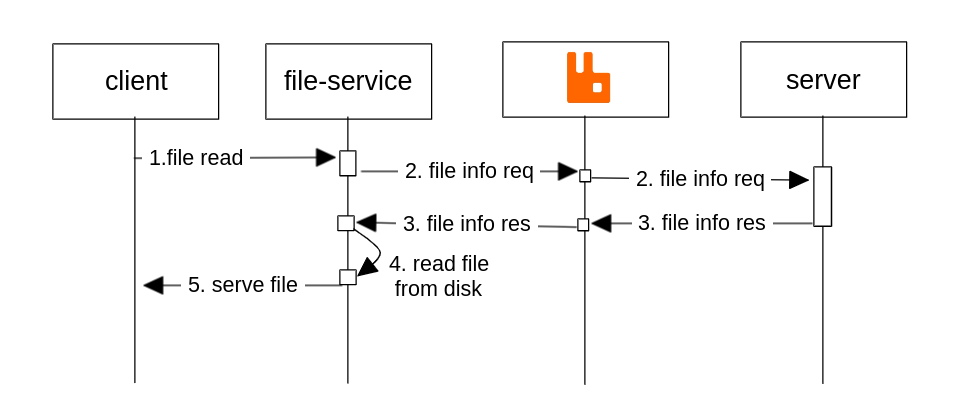 client
file-service
server
1.file read
2. file info req
2. file info req
3. file info res
3. file info res
4. read file
from disk
5. serve file